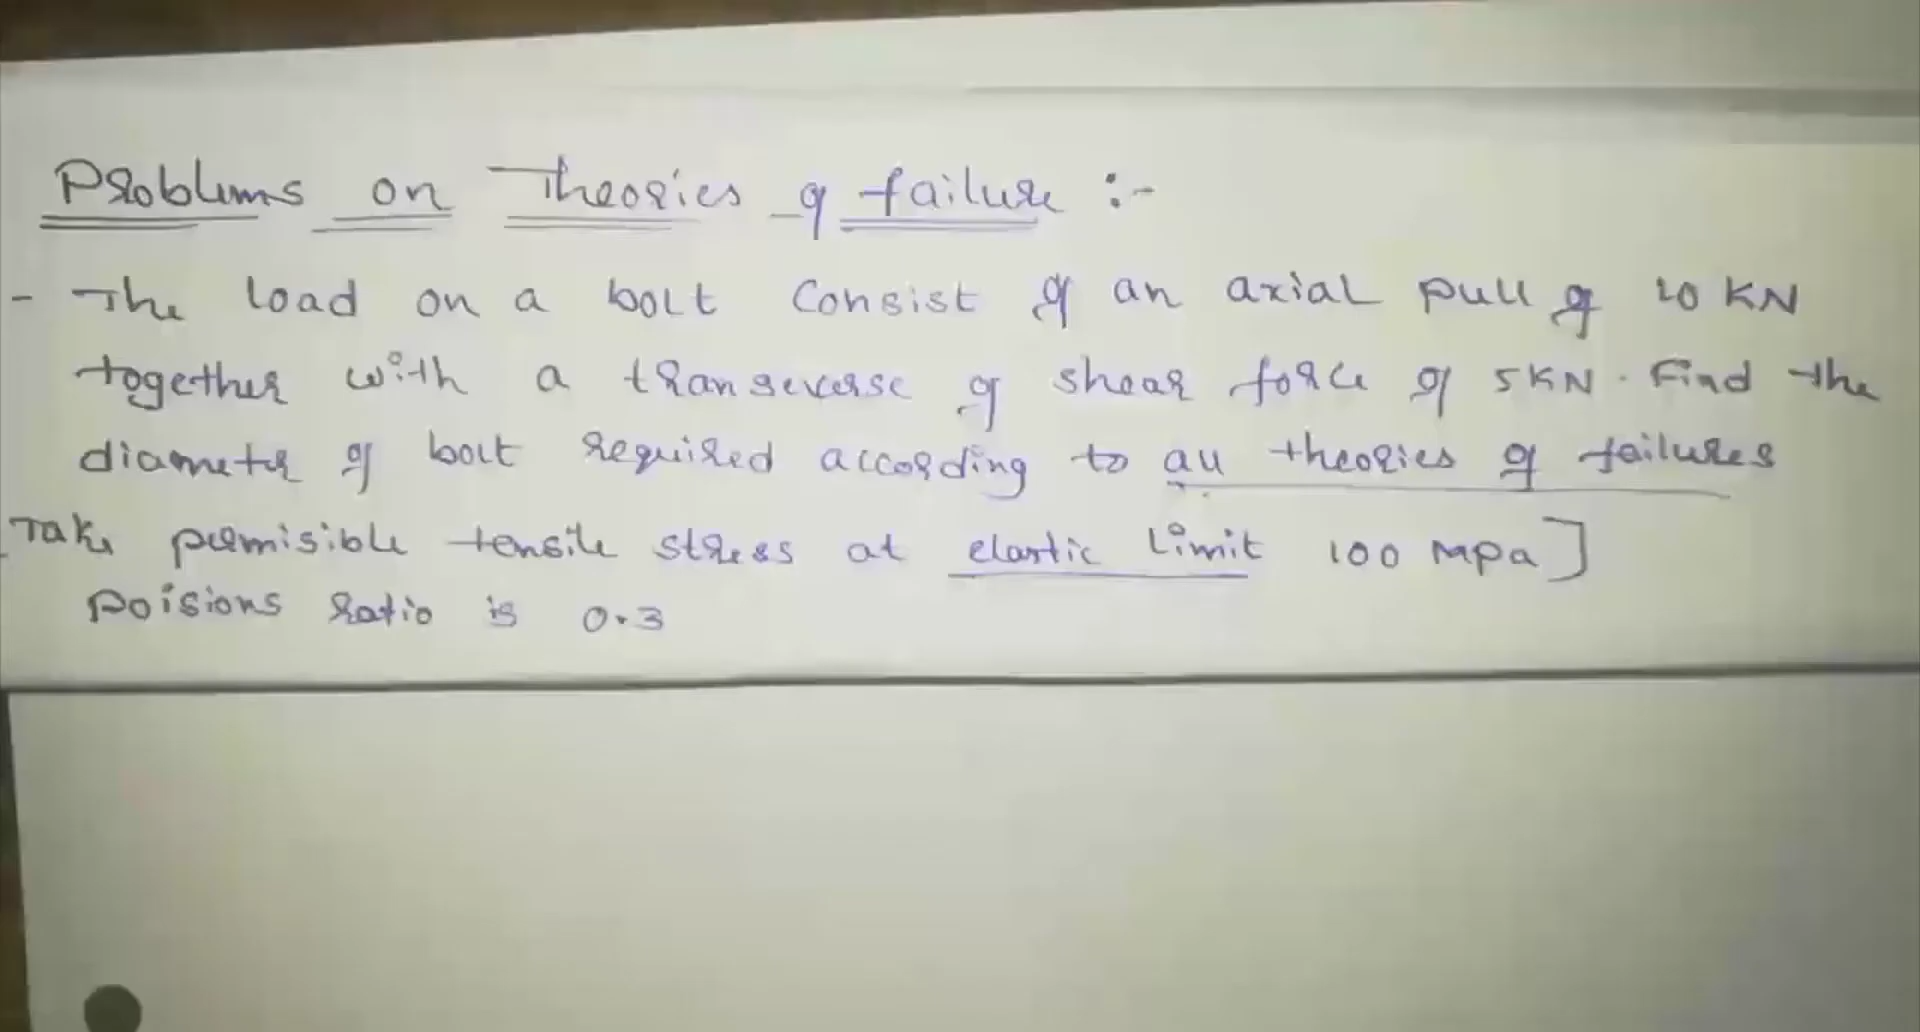 Problems on Theories of failure :-
- The load on a bolt Consist of an axial pull of 10 KN
together with a transeverse of shear force of 5KN. Find the
diameter of bolt required according to all theories of failures
Take permisible tensile stress at elastic limit 100 Mpa]
Poisions ratio is 0.3